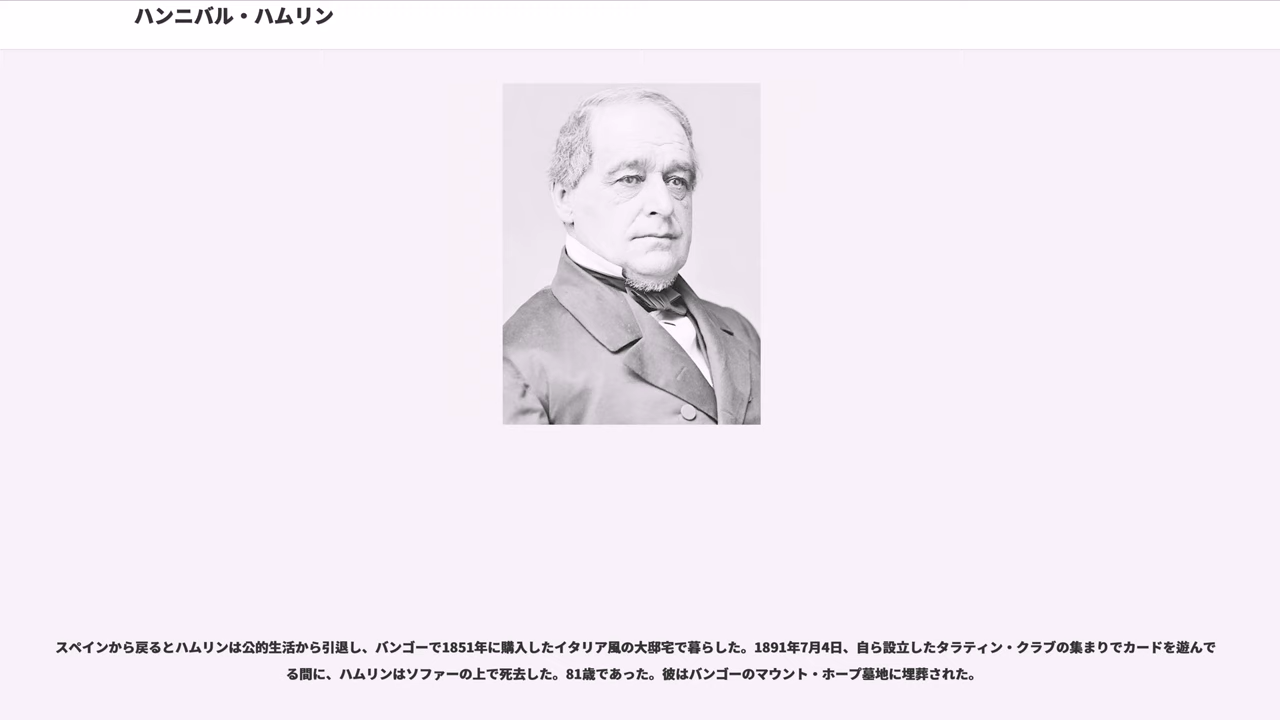 ハンニバル・ハムリン
スペインから戻るとハムリンは公的生活から引退し、バンゴーで1851年に購入したイタリア風の大邸宅で暮らした。1891年7月4日、自ら設立したタラティン・クラブの集まりでカードを遊んで
る間に、ハムリンはソファーの上で死去した。81歳であった。彼はバンゴーのマウント・ホープ墓地に埋葬された。